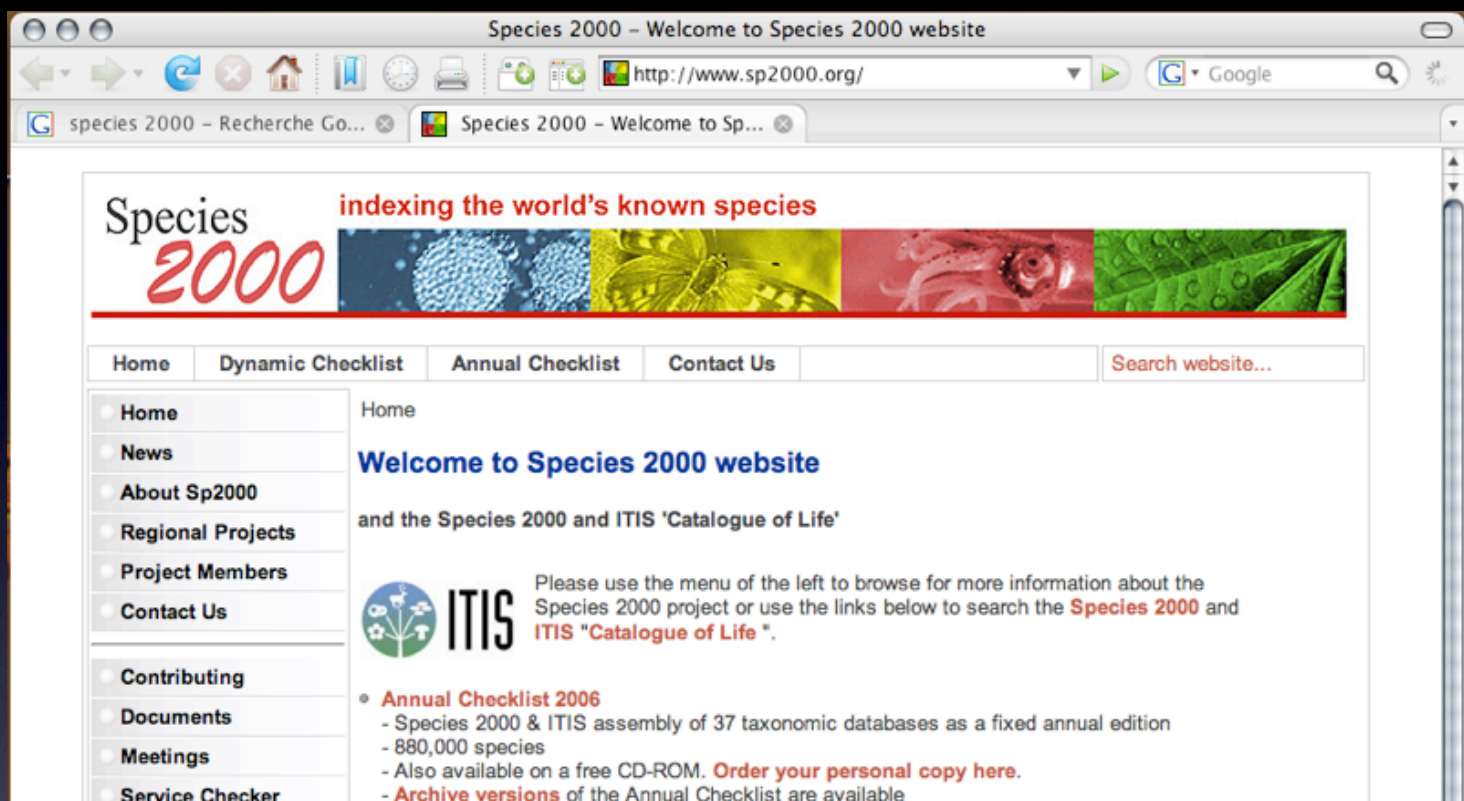 Species 2000 – Welcome to Species 2000 website
http://www.sp2000.org/
G Google
G species 2000 – Recherche Go...
Species 2000 – Welcome to Sp...
Species 2000
indexing the world's known species
Home Dynamic Checklist Annual Checklist Contact Us Search website...
Home
News
About Sp2000
Regional Projects
Project Members
Contact Us
Contributing
Documents
Meetings
Service Checker
Home
Welcome to Species 2000 website
and the Species 2000 and ITIS 'Catalogue of Life'
ITIS
Please use the menu of the left to browse for more information about the
Species 2000 project or use the links below to search the Species 2000 and
ITIS "Catalogue of Life ".
Annual Checklist 2006
- Species 2000 & ITIS assembly of 37 taxonomic databases as a fixed annual edition
- 880,000 species
- Also available on a free CD-ROM. Order your personal copy here.
- Archive versions of the Annual Checklist are available